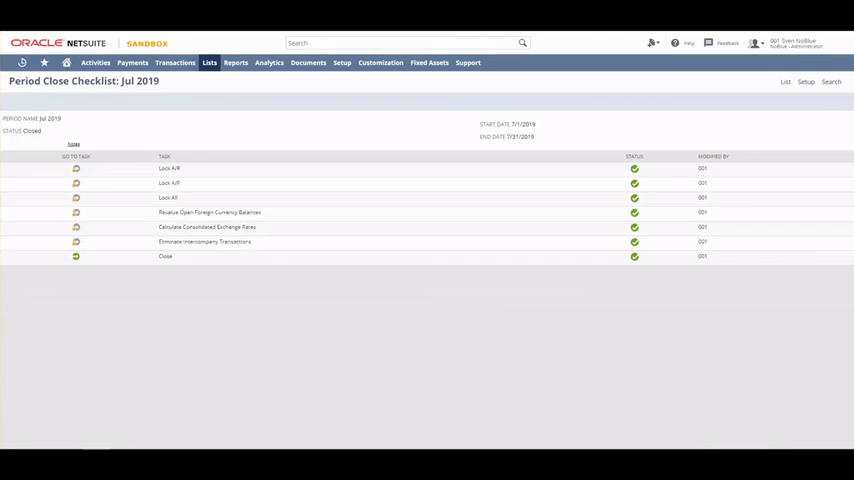 ORACLE NETSUITE SANDBOX Search Help Feedback 001 Sven NoBlue
NoBlue - Administrator
Activities Payments Transactions Lists Reports Analytics Documents Setup Customization Fixed Assets Support
Period Close Checklist: Jul 2019 List Setup Search
PERIOD NAME Jul 2019 START DATE 7/1/2019
STATUS Closed END DATE 7/31/2019
Notes
GO TO TASK TASK STATUS MODIFIED BY
Lock A/R 001
Lock A/P 001
Lock All 001
Revalue Open Foreign Currency Balances 001
Calculate Consolidated Exchange Rates 001
Eliminate Intercompany Transactions 001
Close 001